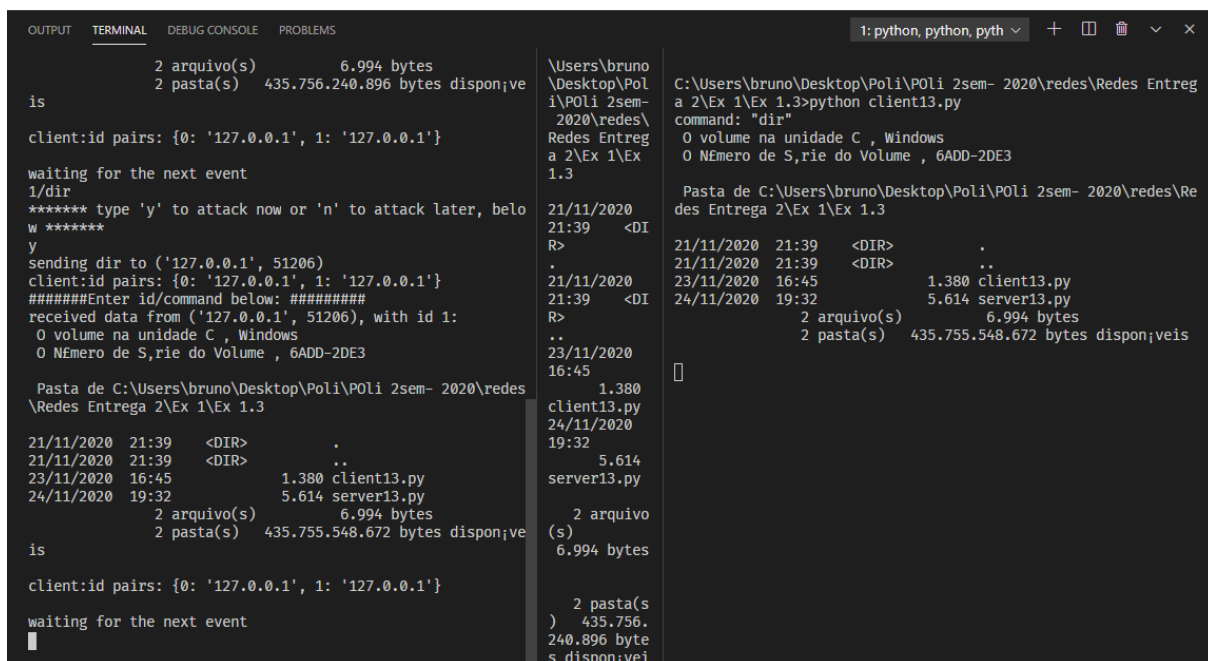 OUTPUT TERMINAL DEBUG CONSOLE PROBLEMS
1: python, python, pyth
2 arquivo(s) 6.994 bytes
2 pasta(s) 435.756.240.896 bytes dispon¡ve
is
client:id pairs: {0: '127.0.0.1', 1: '127.0.0.1'}
waiting for the next event
1/dir
******* type 'y' to attack now or 'n' to attack later, belo
w *******
y
sending dir to ('127.0.0.1', 51206)
client:id pairs: {0: '127.0.0.1', 1: '127.0.0.1'}
#######Enter id/command below: #########
received data from ('127.0.0.1', 51206), with id 1:
O volume na unidade C , Windows
O N£mero de S,rie do Volume , 6ADD-2DE3
Pasta de C:\Users\bruno\Desktop\Poli\POli 2sem- 2020\redes
\Redes Entrega 2\Ex 1\Ex 1.3
21/11/2020 21:39 <DIR> .
21/11/2020 21:39 <DIR> ..
23/11/2020 16:45 1.380 client13.py
24/11/2020 19:32 5.614 server13.py
2 arquivo(s) 6.994 bytes
2 pasta(s) 435.755.548.672 bytes dispon¡ve
is
client:id pairs: {0: '127.0.0.1', 1: '127.0.0.1'}
waiting for the next event
\Users\bruno
\Desktop\Pol
i\POli 2sem-
2020\redes\
Redes Entreg
a 2\Ex 1\Ex
1.3
21/11/2020
21:39 <DI
R>
.
21/11/2020
21:39 <DI
R>
..
23/11/2020
16:45
1.380
client13.py
24/11/2020
19:32
5.614
server13.py
2 arquivo
(s)
6.994 bytes
2 pasta(s
) 435.756.
240.896 byte
s dispon¡vei
C:\Users\bruno\Desktop\Poli\POli 2sem- 2020\redes\Redes Entreg
a 2\Ex 1\Ex 1.3>python client13.py
command: "dir"
O volume na unidade C , Windows
O N£mero de S,rie do Volume , 6ADD-2DE3
Pasta de C:\Users\bruno\Desktop\Poli\POli 2sem- 2020\redes\Re
des Entrega 2\Ex 1\Ex 1.3
21/11/2020 21:39 <DIR> .
21/11/2020 21:39 <DIR> ..
23/11/2020 16:45 1.380 client13.py
24/11/2020 19:32 5.614 server13.py
2 arquivo(s) 6.994 bytes
2 pasta(s) 435.755.548.672 bytes dispon¡veis